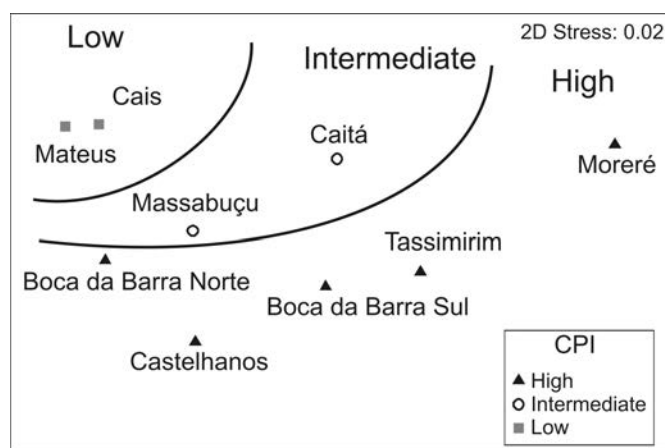 Low
2D Stress: 0.02
Intermediate
High
Cais
Mateus
Caitá
Moreré
Massabuçu
Tassimirim
Boca da Barra Norte
Boca da Barra Sul
Castelhanos
CPI
High
Intermediate
Low